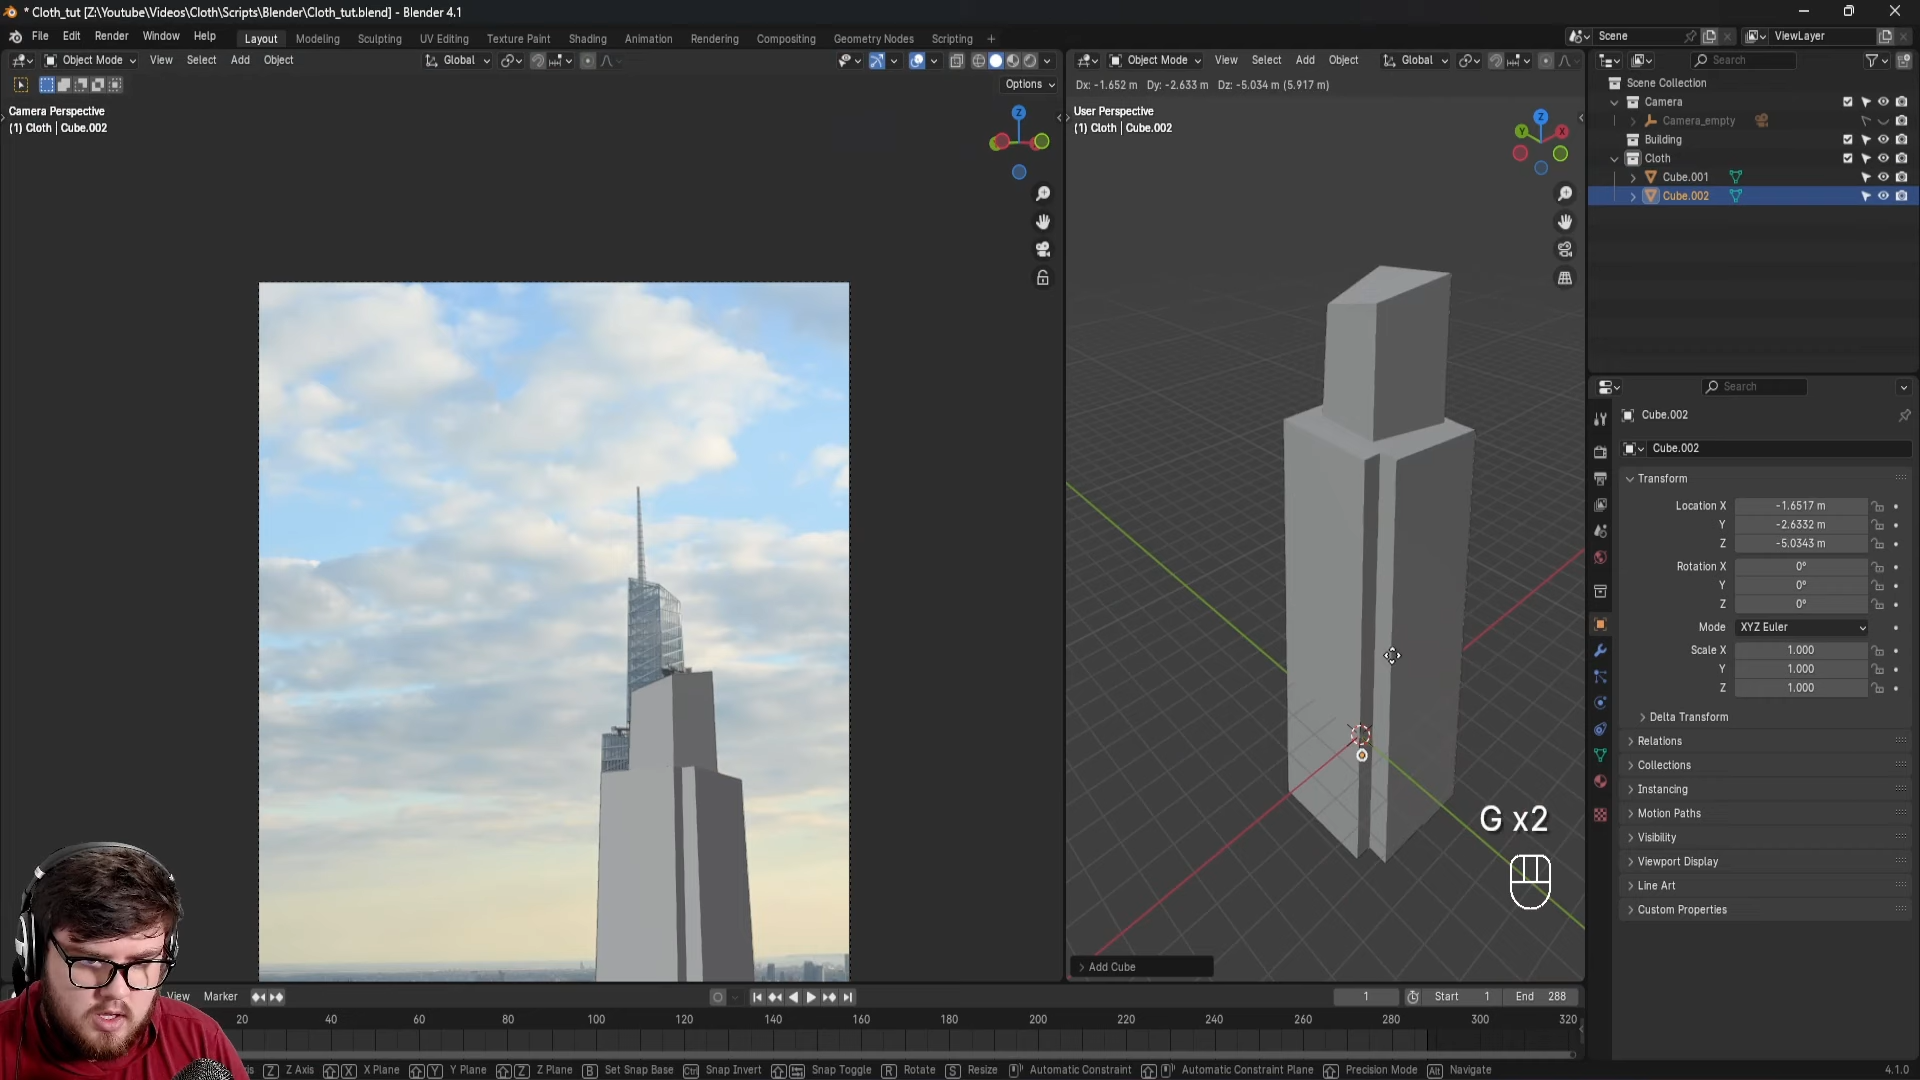 * Cloth_tut [Z:\Youtube\Videos\Cloth\Scripts\Blender\Cloth_tut.blend] - Blender 4.1
File Edit Render Window Help
Layout Modeling Sculpting UV Editing Texture Paint Shading Animation Rendering Compositing Geometry Nodes Scripting +
Scene
ViewLayer
Object Mode View Select Add Object Global
Options
Camera Perspective
(1) Cloth | Cube.002
Z
Object Mode View Select Add Object Global
Dx: -1.652 m Dy: -2.633 m Dz: -5.034 m (5.917 m)
User Perspective
(1) Cloth | Cube.002
Z
Y
X
G x2
Add Cube
Search
Scene Collection
Camera
Camera_empty
Building
Cloth
Cube.001
Cube.002
Search
Cube.002
Cube.002
Transform
Location X -1.6517 m
Y -2.6332 m
Z -5.0343 m
Rotation X 0°
Y 0°
Z 0°
Mode XYZ Euler
Scale X 1.000
Y 1.000
Z 1.000
Delta Transform
Relations
Collections
Instancing
Motion Paths
Visibility
Viewport Display
Line Art
Custom Properties
View Marker
1
Start 1
End 288
20 40 60 80 100 120 140 160 180 200 220 240 260 280 300 320
Z Z Axis X X Plane Y Y Plane Z Z Plane B Set Snap Base Ctrl Snap Invert Snap Toggle R Rotate S Resize Automatic Constraint Automatic Constraint Plane Precision Mode Alt Navigate
4.1.0